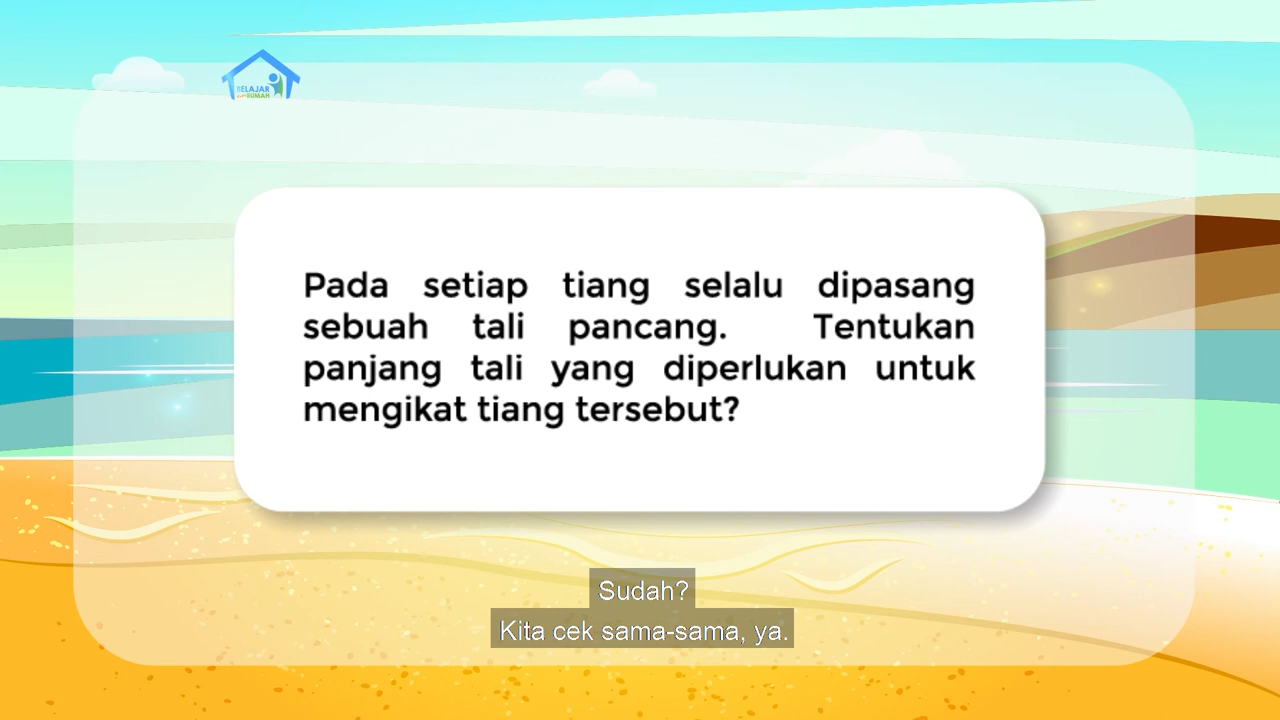 BELAJAR
dari RUMAH
Pada setiap tiang selalu dipasang
sebuah tali pancang. Tentukan
panjang tali yang diperlukan untuk
mengikat tiang tersebut?
Sudah?
Kita cek sama-sama, ya.